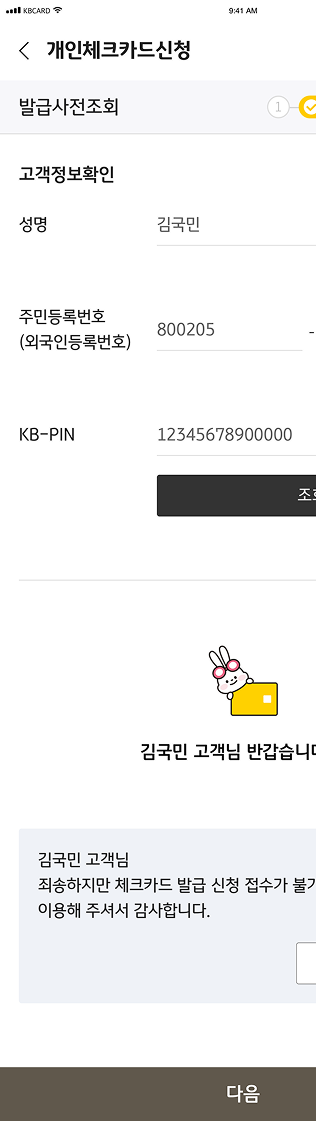 KBCARD 9:41 AM
개인체크카드신청
발급사전조회 1
고객정보확인
성명 김국민
주민등록번호
(외국인등록번호) 800205 -
KB-PIN 12345678900000
김국민 고객님 반갑습니
김국민 고객님
죄송하지만 체크카드 발급 신청 접수가 불
이용해 주셔서 감사합니다.
다음